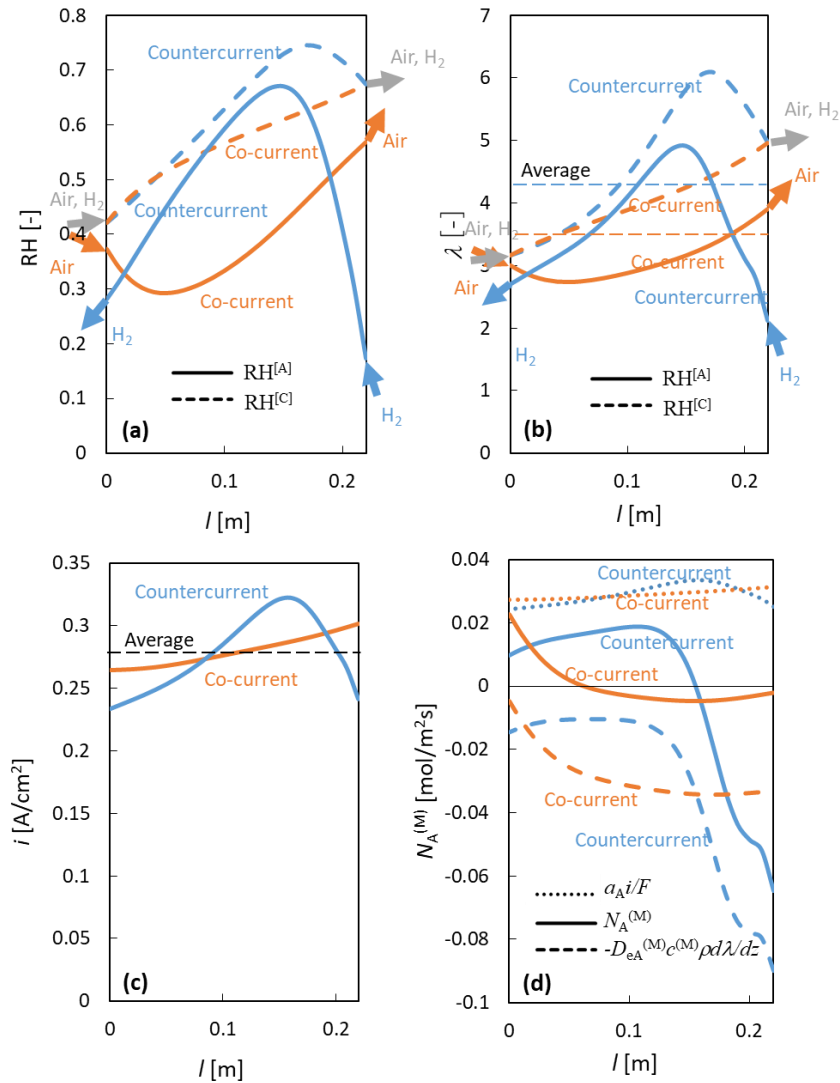 0.8
0.7
0.6
0.5
0.4
0.3
0.2
0.1
0
RH [-]
Countercurrent
Air, H2
Co-current
Air
Air, H2
Countercurrent
Air
Co-current
H2
RH[A]
RH[C]
H2
(a)
0
0.1
0.2
l [m]
7
6
5
4
3
2
1
0
λ [-]
Countercurrent
Air, H2
Average
Air
Co-current
Air, H2
Co-current
Air
Countercurrent
H2
H2
RH[A]
RH[C]
(b)
0
0.1
0.2
l [m]
0.35
0.3
0.25
0.2
0.15
0.1
0.05
0
i [A/cm2]
Countercurrent
Average
Co-current
(c)
0
0.1
0.2
l [m]
0.04
0.02
0
-0.02
-0.04
-0.06
-0.08
-0.1
NA(M) [mol/m2s]
Countercurrent
Co-current
Countercurrent
Co-current
Co-current
Countercurrent
aAi/F
NA(M)
-DeA(M)c(M)ρdλ/dz
(d)
0
0.1
0.2
l [m]